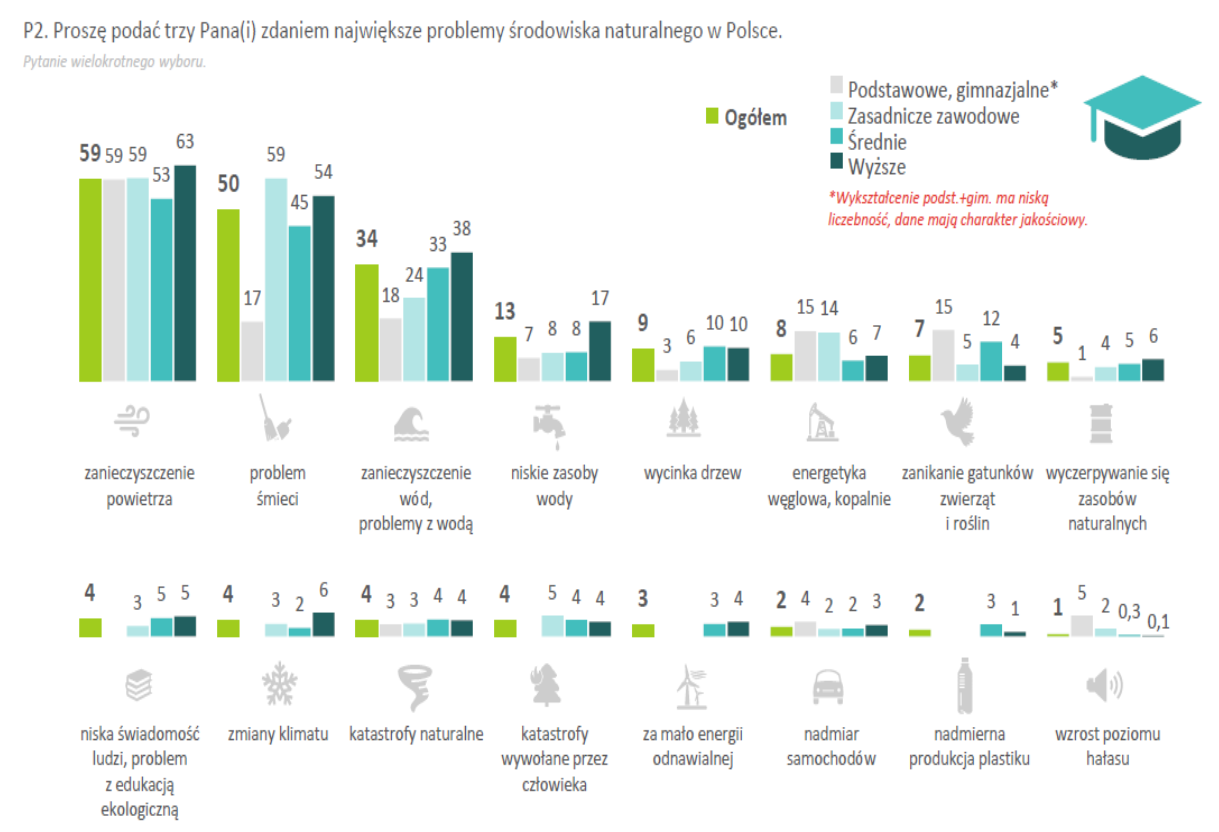 P2. Proszę podać trzy Pana(i) zdaniem największe problemy środowiska naturalnego w Polsce.
Pytanie wielokrotnego wyboru.
Ogółem
Podstawowe, gimnazjalne*
Zasadnicze zawodowe
Średnie
Wyższe
*Wykształcenie podst.+gim. ma niską
liczebność, dane mają charakter jakościowy.
59 59 59 53 63
50 17 59 45 54
34 18 24 33 38
13 7 8 8 17
9 3 6 10 10
8 15 14 6 7
7 15 5 12 4
5 1 4 5 6
zanieczyszczenie
powietrza
problem
śmieci
zanieczyszczenie
wód,
problemy z wodą
niskie zasoby
wody
wycinka drzew
energetyka
węglowa, kopalnie
zanikanie gatunków
zwierząt
i roślin
wyczerpywanie się
zasobów
naturalnych
4 3 5 5
4 3 2 6
4 3 3 4 4
4 5 4 4
3 3 4
2 4 2 2 3
2 3 1
1 5 2 0,3 0,1
niska świadomość
ludzi, problem
z edukacją
ekologiczną
zmiany klimatu
katastrofy naturalne
katastrofy
wywołane przez
człowieka
za mało energii
odnawialnej
nadmiar
samochodów
nadmierna
produkcja plastiku
wzrost poziomu
hałasu